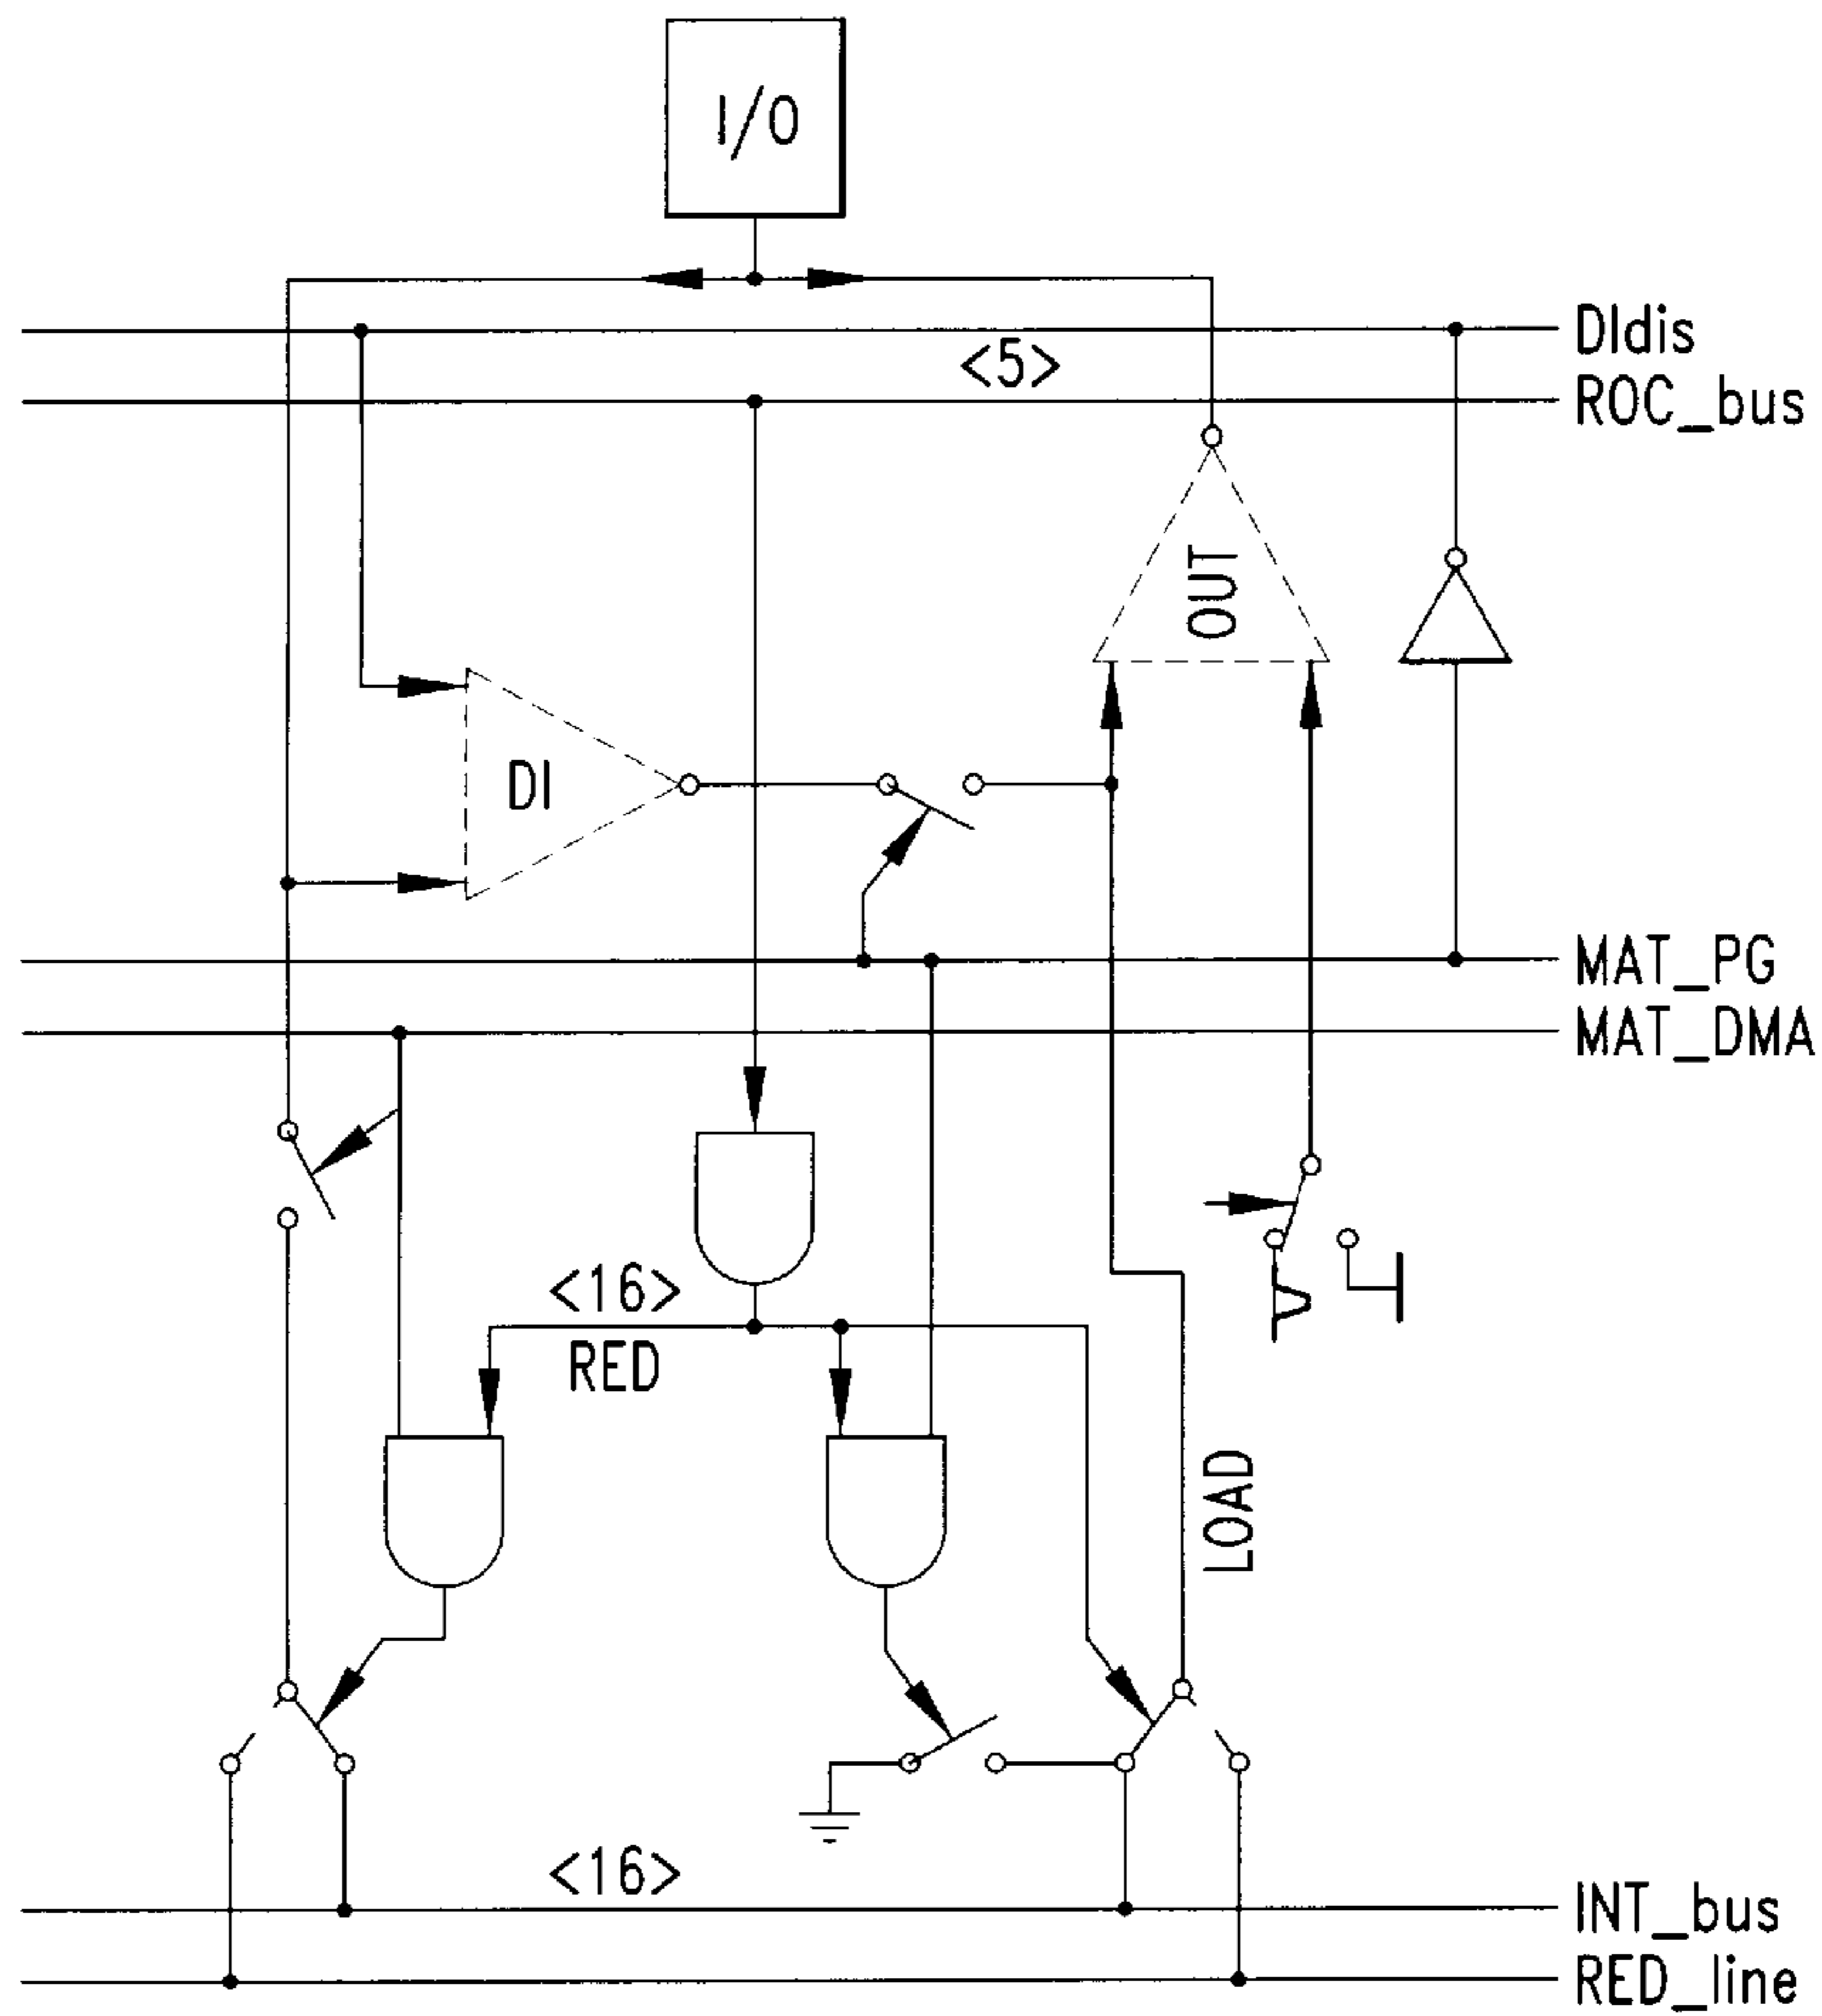 I/O
DIdis
<5>
ROC_bus
OUT
DI
MAT_PG
MAT_DMA
<16>
RED
LOAD
<16>
INT_bus
RED_line